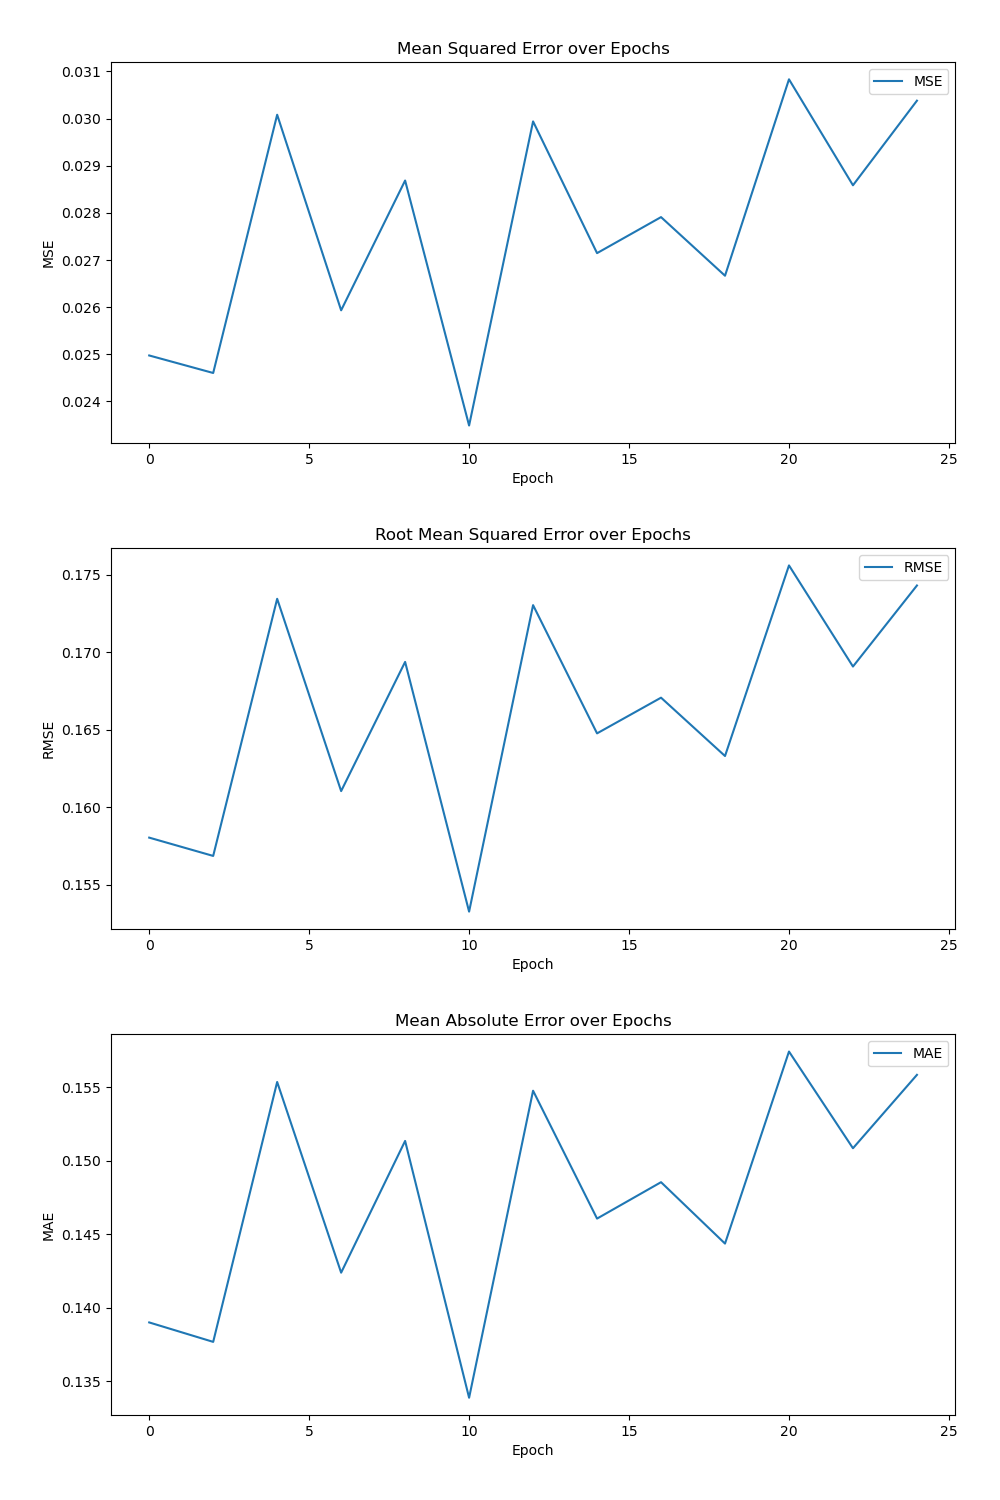 Mean Squared Error over Epochs
0.031
MSE
0.030
0.029
0.028
0.027
MSE
0.026
0.025
0.024
0 5 10 15 20 25
Epoch
Root Mean Squared Error over Epochs
0.175
RMSE
0.170
0.165
RMSE
0.160
0.155
0 5 10 15 20 25
Epoch
Mean Absolute Error over Epochs
MAE
0.155
0.150
MAE
0.145
0.140
0.135
0 5 10 15 20 25
Epoch